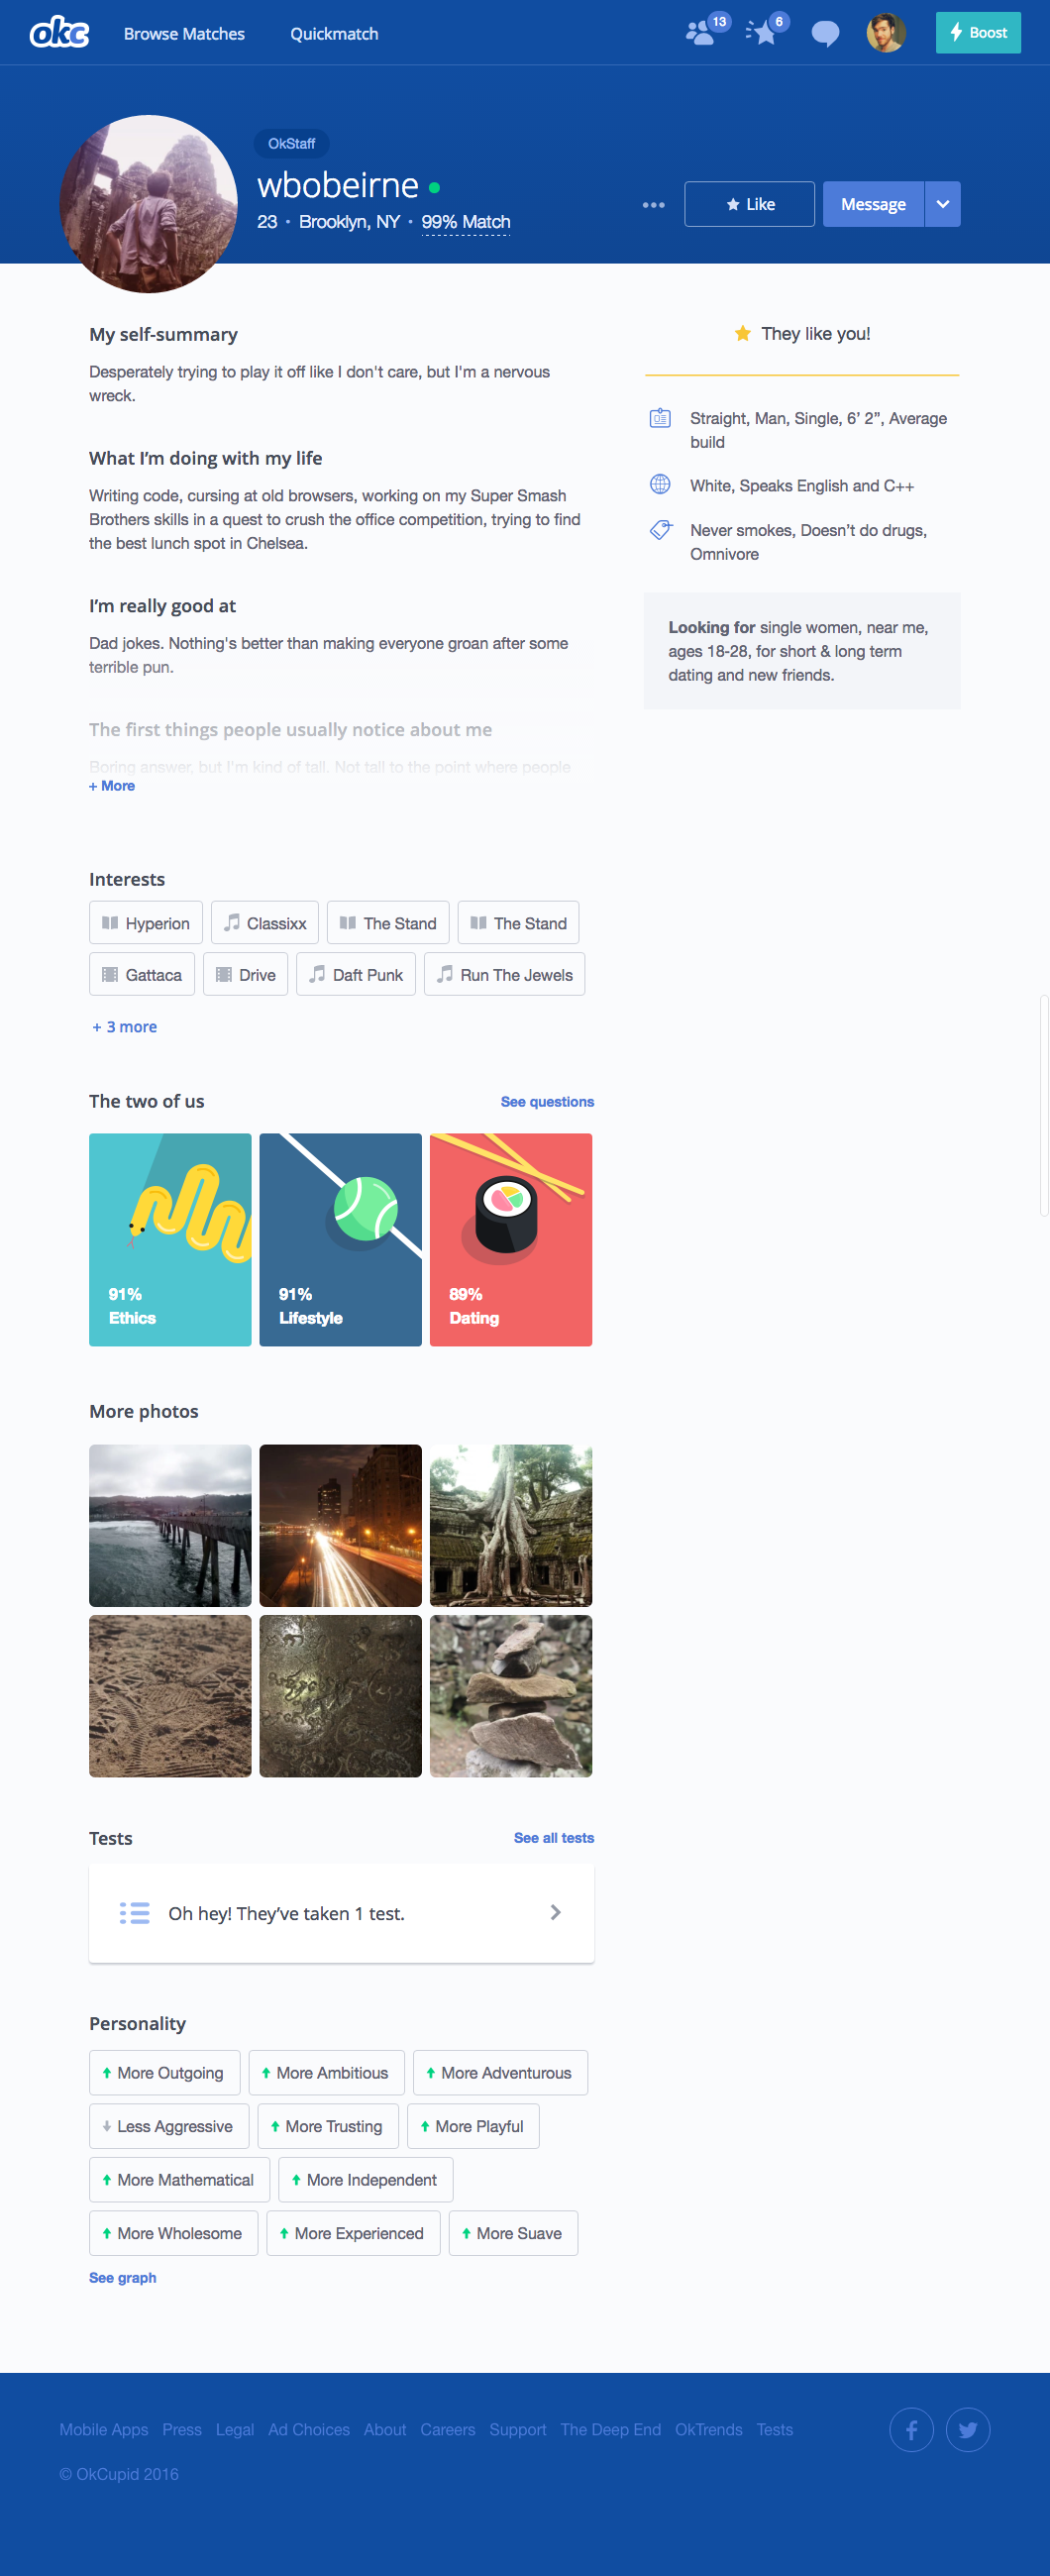 okc Browse Matches Quickmatch 13 6 Boost
OkStaff
wbobeirne
23 • Brooklyn, NY • 99% Match
Like Message
My self-summary
Desperately trying to play it off like I don't care, but I'm a nervous
wreck.
What I’m doing with my life
Writing code, cursing at old browsers, working on my Super Smash
Brothers skills in a quest to crush the office competition, trying to find
the best lunch spot in Chelsea.
I’m really good at
Dad jokes. Nothing's better than making everyone groan after some
terrible pun.
The first things people usually notice about me
Boring answer, but I'm kind of tall. Not tall to the point where people
+ More
They like you!
Straight, Man, Single, 6’ 2”, Average
build
White, Speaks English and C++
Never smokes, Doesn’t do drugs,
Omnivore
Looking for single women, near me,
ages 18-28, for short & long term
dating and new friends.
Interests
Hyperion Classixx The Stand The Stand
Gattaca Drive Daft Punk Run The Jewels
+ 3 more
The two of us See questions
91% 91% 89%
Ethics Lifestyle Dating
More photos
Tests See all tests
Oh hey! They’ve taken 1 test.
Personality
More Outgoing More Ambitious More Adventurous
Less Aggressive More Trusting More Playful
More Mathematical More Independent
More Wholesome More Experienced More Suave
See graph
Mobile Apps Press Legal Ad Choices About Careers Support The Deep End OkTrends Tests
© OkCupid 2016